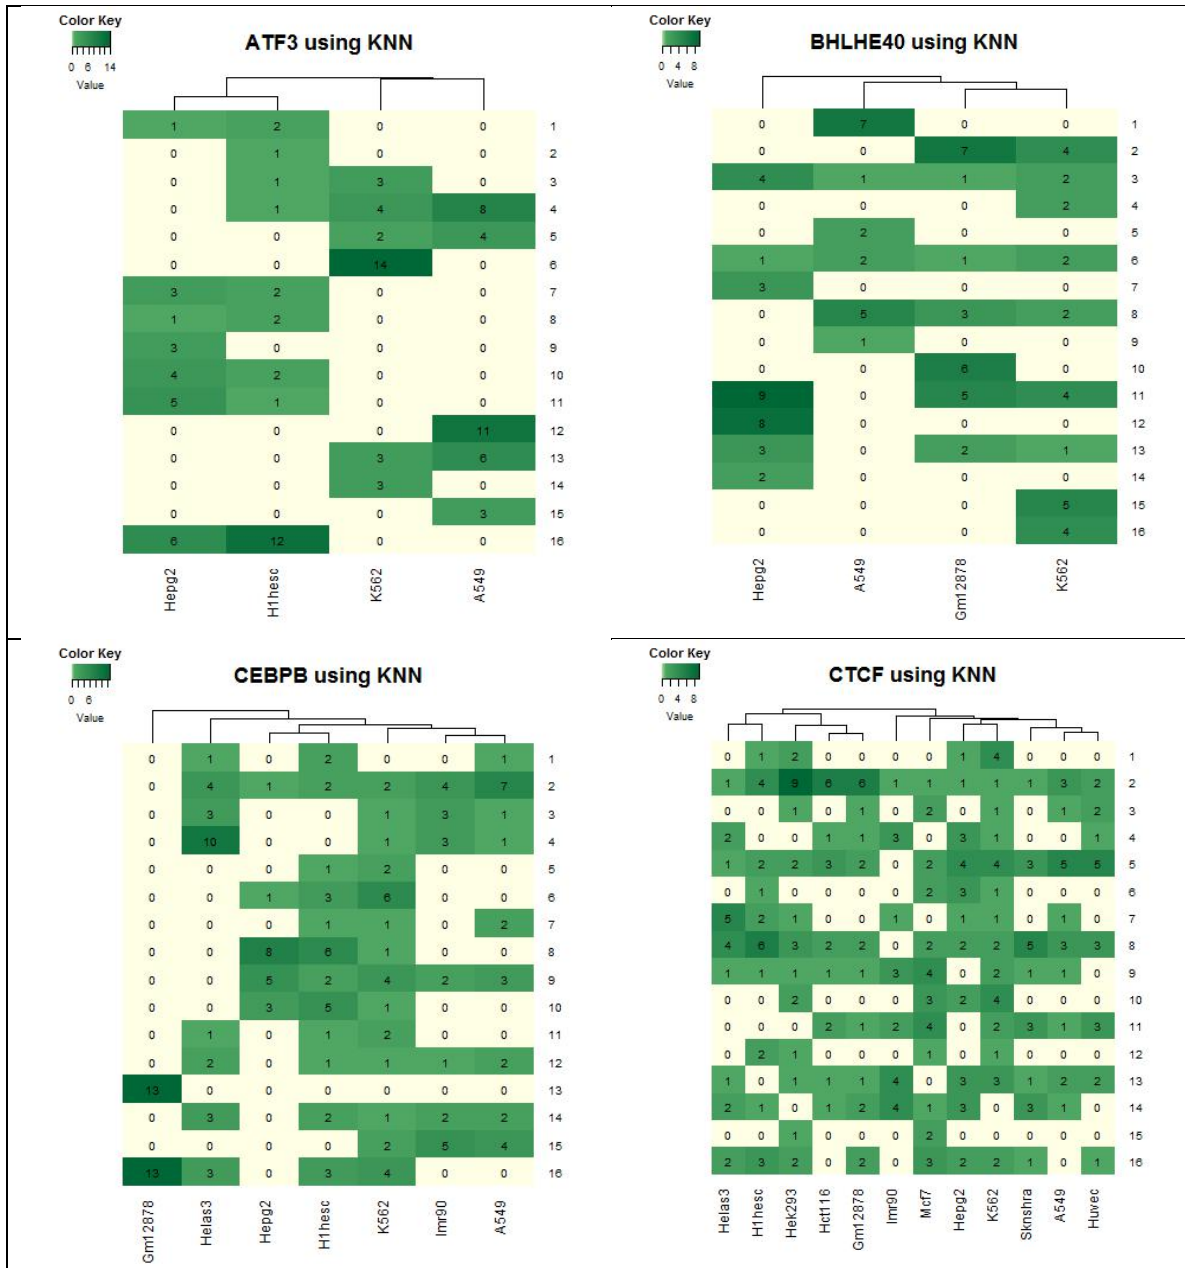 Color Key
0 6 14
Value
ATF3 using KNN
1 2 0 0 1
0 1 0 0 2
0 1 3 0 3
0 1 4 8 4
0 0 2 4 5
0 0 14 0 6
3 2 0 0 7
1 2 0 0 8
3 0 0 0 9
4 2 0 0 10
5 1 0 0 11
0 0 0 11 12
0 0 3 6 13
0 0 3 0 14
0 0 0 3 15
6 12 0 0 16
Hepg2 H1hesc K562 A549
Color Key
0 4 8
Value
BHLHE40 using KNN
0 7 0 0 1
0 0 7 4 2
4 1 1 2 3
0 0 0 2 4
0 2 0 0 5
1 2 1 2 6
3 0 0 0 7
0 5 3 2 8
0 1 0 0 9
0 0 6 0 10
9 0 5 4 11
8 0 0 0 12
3 0 2 1 13
2 0 0 0 14
0 0 0 5 15
0 0 0 4 16
Hepg2 A549 Gm12878 K562
Color Key
0 6
Value
CEBPB using KNN
0 1 0 2 0 0 1 1
0 4 1 2 2 4 7 2
0 3 0 0 1 3 1 3
0 10 0 0 1 3 1 4
0 0 0 1 2 0 0 5
0 0 1 3 6 0 0 6
0 0 0 1 1 0 2 7
0 0 8 6 1 0 0 8
0 0 5 2 4 2 3 9
0 0 3 5 1 0 0 10
0 1 0 1 2 0 0 11
0 2 0 1 1 1 2 12
13 0 0 0 0 0 0 13
0 3 0 2 1 2 2 14
0 0 0 0 2 5 4 15
13 3 0 3 4 0 0 16
Gm12878 Helas3 Hepg2 H1hesc K562 Imr90 A549
Color Key
0 4 8
Value
CTCF using KNN
0 1 2 0 0 0 0 1 4 0 0 0 1
1 4 9 6 6 1 1 1 1 1 3 2 2
0 0 1 0 1 0 2 0 1 0 1 2 3
2 0 0 1 1 3 0 3 1 0 0 1 4
1 2 2 3 2 0 2 4 4 3 5 5 5
0 1 0 0 0 0 2 3 1 0 0 0 6
5 2 1 0 0 1 0 1 1 0 1 0 7
4 6 3 2 2 0 2 2 2 5 3 3 8
1 1 1 1 1 3 4 0 2 1 1 0 9
0 0 2 0 0 0 3 2 4 0 0 0 10
0 0 0 2 1 2 4 0 2 3 1 3 11
0 2 1 0 0 0 1 0 1 0 0 0 12
1 0 1 1 1 4 0 3 3 1 2 2 13
2 1 0 1 2 4 1 3 0 3 1 0 14
0 0 1 0 0 0 2 0 0 0 0 0 15
2 3 2 0 2 0 3 2 2 1 0 1 16
Helas3 H1hesc Hek293 Hct116 Gm12878 Imr90 Mcf7 Hepg2 K562 Sknshra A549 Huvec